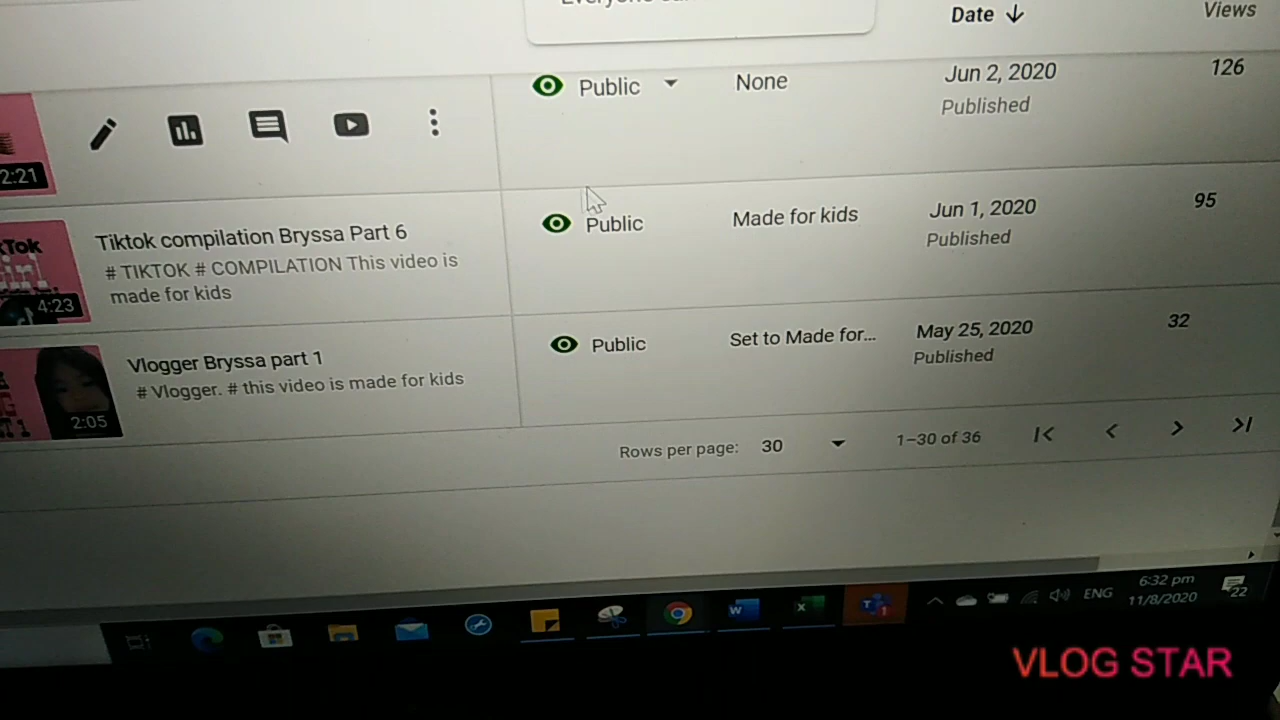 Date ↓ Views
Public None Jun 2, 2020 126
Published
2:21
Public Made for kids Jun 1, 2020 95
Published
Tiktok compilation Bryssa Part 6
# TIKTOK # COMPILATION This video is
made for kids
4:23
Public Set to Made for... May 25, 2020 32
Published
Vlogger Bryssa part 1
# Vlogger. # this video is made for kids
2:05
Rows per page: 30 1–30 of 36
ENG 6:32 pm
11/8/2020
22
VLOG STAR